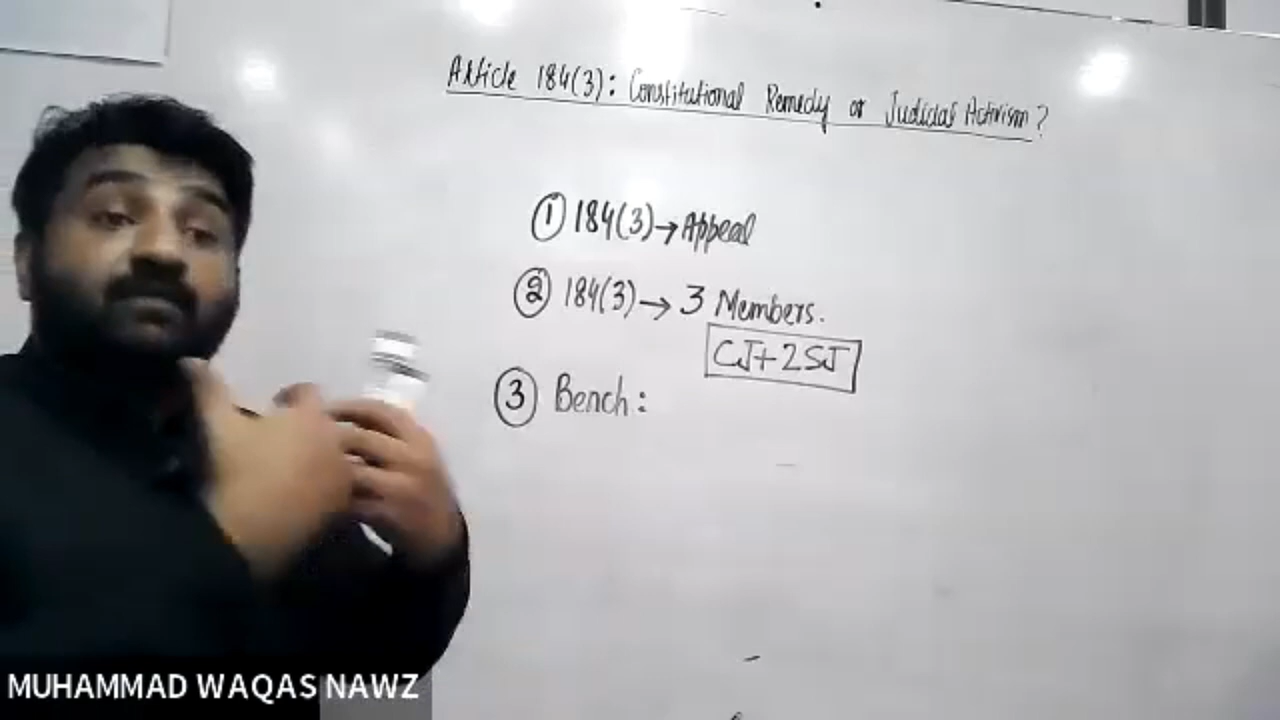 Article 184(3): Constitutional Remedy or Judicial Activism?
① 184(3) → Appeal
② 184(3) → 3 Members.
CJ + 2SJ
③ Bench:
MUHAMMAD WAQAS NAWZ